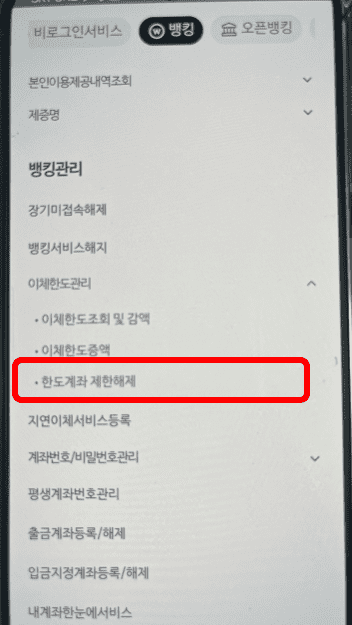 비로그인서비스 뱅킹 오픈뱅킹
본인이용제공내역조회
제증명
뱅킹관리
장기미접속해제
뱅킹서비스해지
이체한도관리
• 이체한도조회 및 감액
• 이체한도증액
• 한도계좌 제한해제
지연이체서비스등록
계좌번호/비밀번호관리
평생계좌번호관리
출금계좌등록/해제
입금지정계좌등록/해제
내계좌한눈에서비스